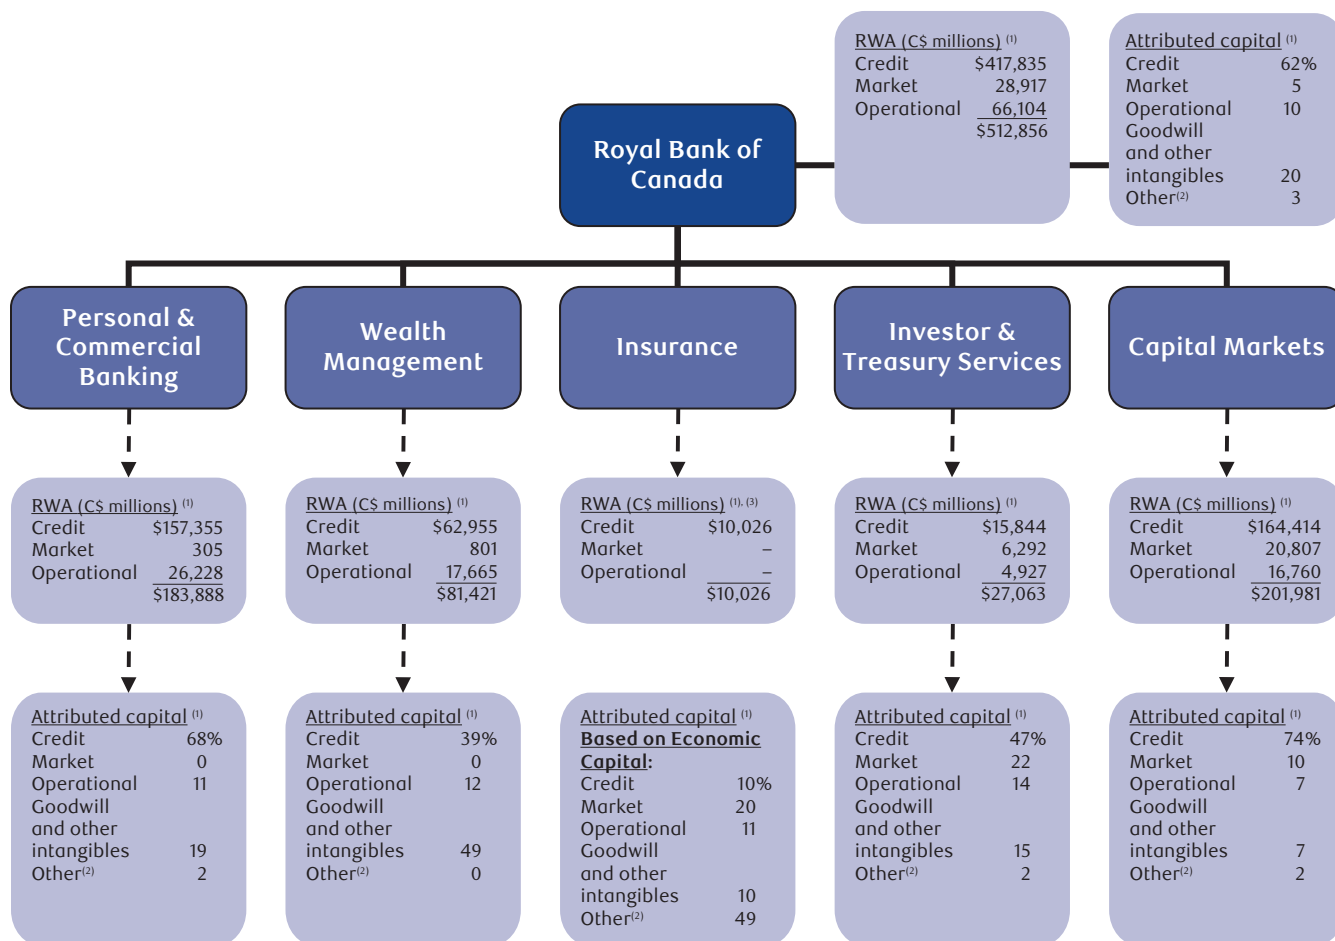 RWA (C$ millions) (1)
Credit $417,835
Market 28,917
Operational 66,104
$512,856
Attributed capital (1)
Credit 62%
Market 5
Operational 10
Goodwill
and other
intangibles 20
Other(2) 3
Royal Bank of
Canada
Personal &
Commercial
Banking
Wealth
Management
Insurance
Investor &
Treasury Services
Capital Markets
RWA (C$ millions) (1)
Credit $157,355
Market 305
Operational 26,228
$183,888
RWA (C$ millions) (1)
Credit $62,955
Market 801
Operational 17,665
$81,421
RWA (C$ millions) (1), (3)
Credit $10,026
Market –
Operational –
$10,026
RWA (C$ millions) (1)
Credit $15,844
Market 6,292
Operational 4,927
$27,063
RWA (C$ millions) (1)
Credit $164,414
Market 20,807
Operational 16,760
$201,981
Attributed capital (1)
Credit 68%
Market 0
Operational 11
Goodwill
and other
intangibles 19
Other(2) 2
Attributed capital (1)
Credit 39%
Market 0
Operational 12
Goodwill
and other
intangibles 49
Other(2) 0
Attributed capital (1)
Based on Economic
Capital:
Credit 10%
Market 20
Operational 11
Goodwill
and other
intangibles 10
Other(2) 49
Attributed capital (1)
Credit 47%
Market 22
Operational 14
Goodwill
and other
intangibles 15
Other(2) 2
Attributed capital (1)
Credit 74%
Market 10
Operational 7
Goodwill
and other
intangibles 7
Other(2) 2